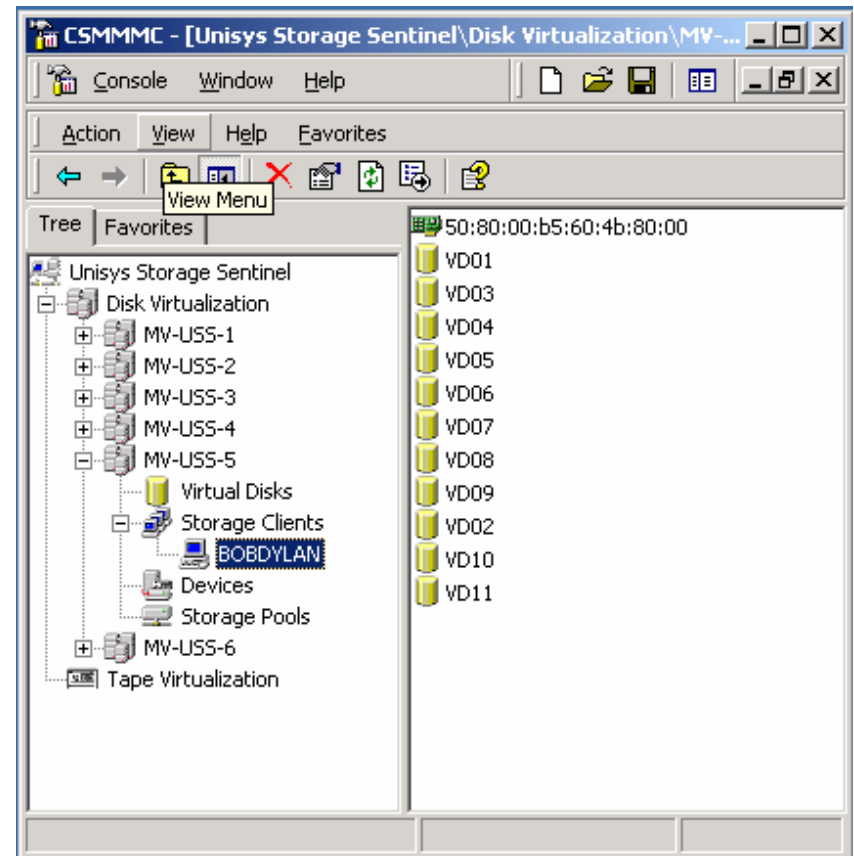 CSMMMC - [Unisys Storage Sentinel\Disk Virtualization\MV-...
Console Window Help
Action View Help Favorites
View Menu
Tree Favorites
Unisys Storage Sentinel
Disk Virtualization
MV-USS-1
MV-USS-2
MV-USS-3
MV-USS-4
MV-USS-5
Virtual Disks
Storage Clients
BOBDYLAN
Devices
Storage Pools
MV-USS-6
Tape Virtualization
50:80:00:b5:60:4b:80:00
VD01
VD03
VD04
VD05
VD06
VD07
VD08
VD09
VD02
VD10
VD11